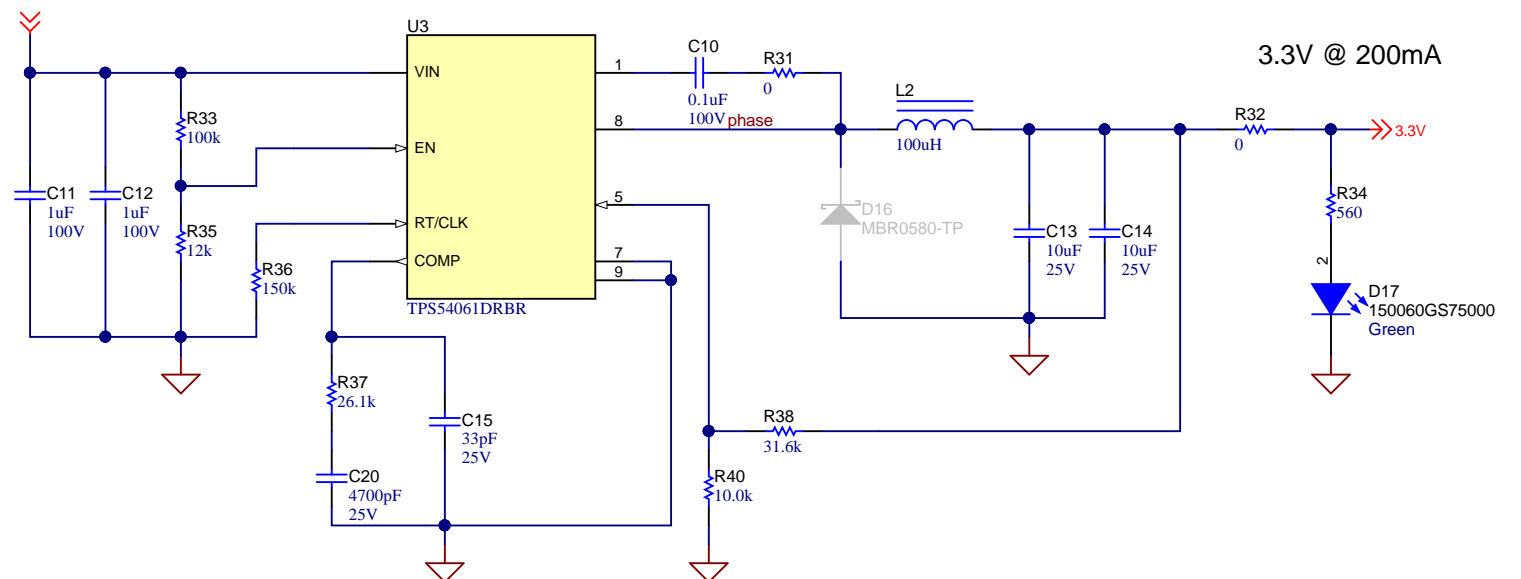 U3
3.3V @ 200mA
VIN
1
C10
0.1uF
100V
R31
0
L2
100uH
R33
100k
8
phase
R32
0
3.3V
EN
C11
1uF
100V
C12
1uF
100V
5
D16
MBR0580-TP
R34
560
R35
12k
RT/CLK
C13
10uF
25V
C14
10uF
25V
R36
150k
COMP
7
9
2
TPS54061DRBR
D17
150060GS75000
Green
R37
26.1k
C15
33pF
25V
R38
31.6k
C20
4700pF
25V
R40
10.0k